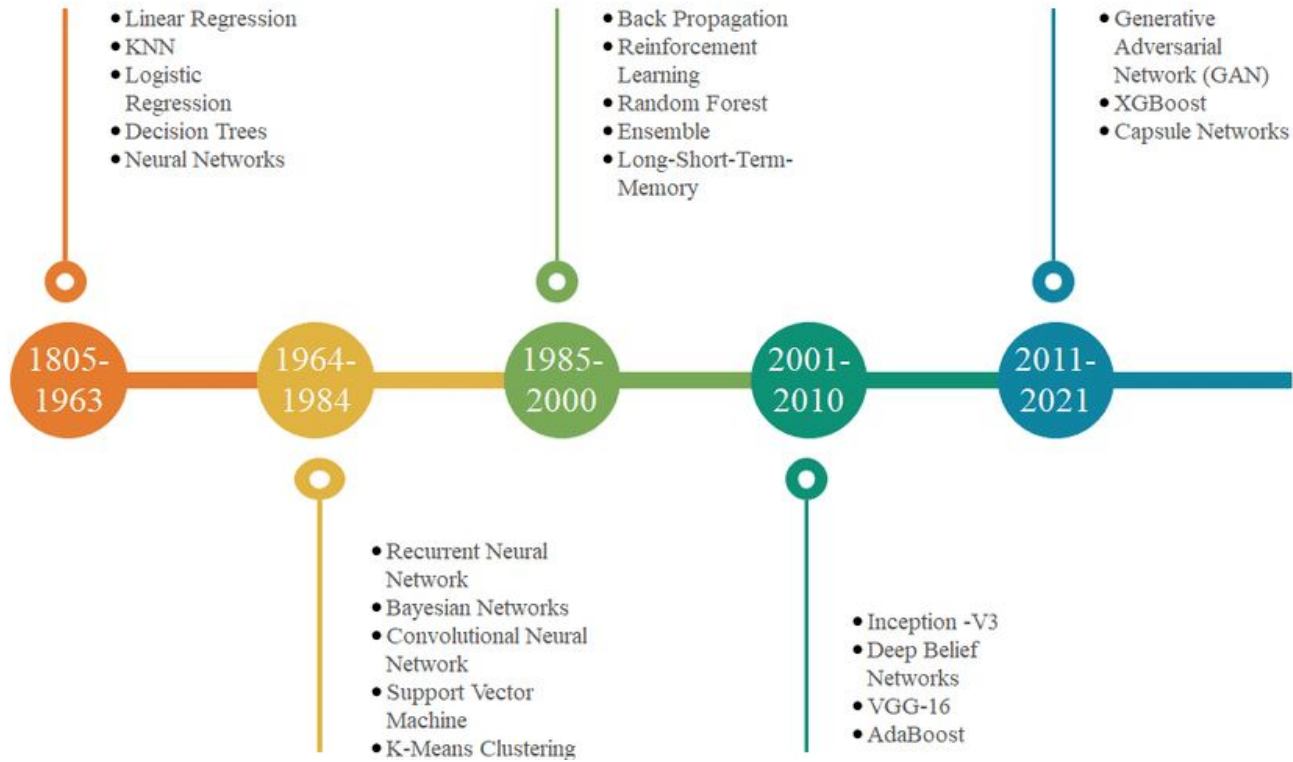 • Linear Regression
• KNN
• Logistic
Regression
• Decision Trees
• Neural Networks
• Back Propagation
• Reinforcement
Learning
• Random Forest
• Ensemble
• Long-Short-Term-
Memory
• Generative
Adversarial
Network (GAN)
• XGBoost
• Capsule Networks
1805-
1963
1964-
1984
1985-
2000
2001-
2010
2011-
2021
• Recurrent Neural
Network
• Bayesian Networks
• Convolutional Neural
Network
• Support Vector
Machine
• K-Means Clustering
• Inception -V3
• Deep Belief
Networks
• VGG-16
• AdaBoost